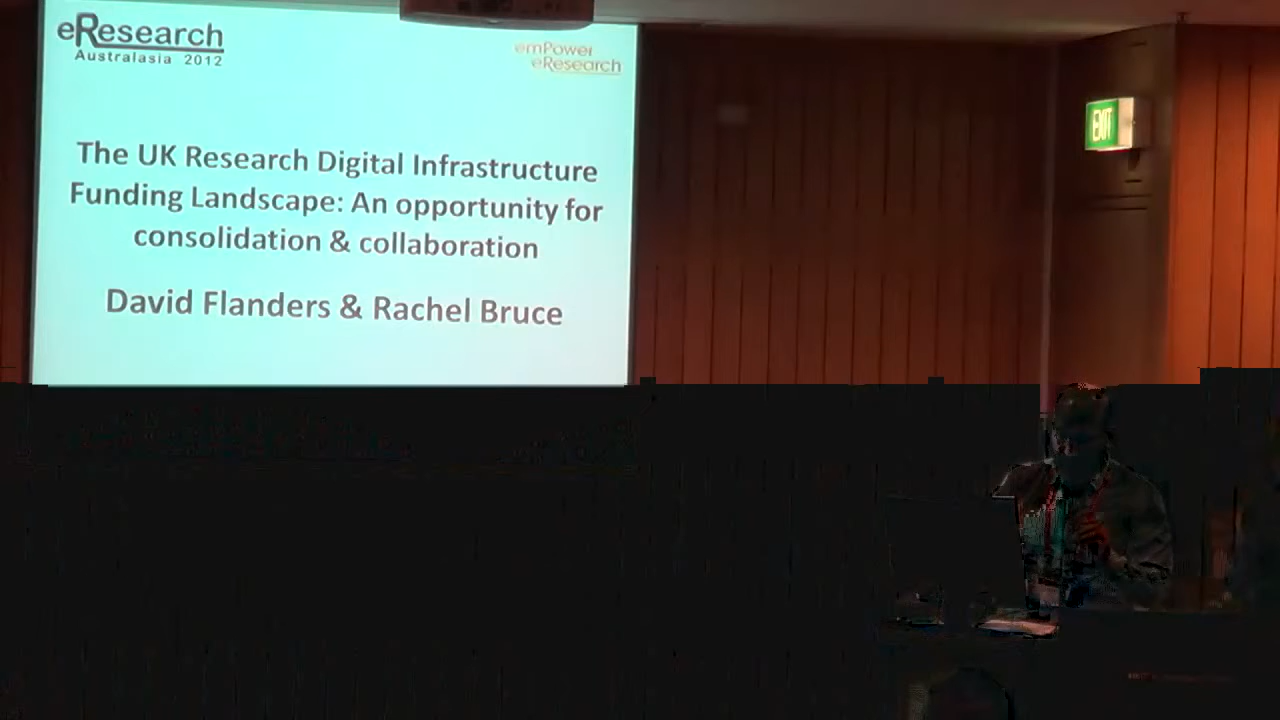 eResearch
Australasia 2012
emPower
eResearch
The UK Research Digital Infrastructure
Funding Landscape: An opportunity for
consolidation & collaboration
David Flanders & Rachel Bruce
EXIT